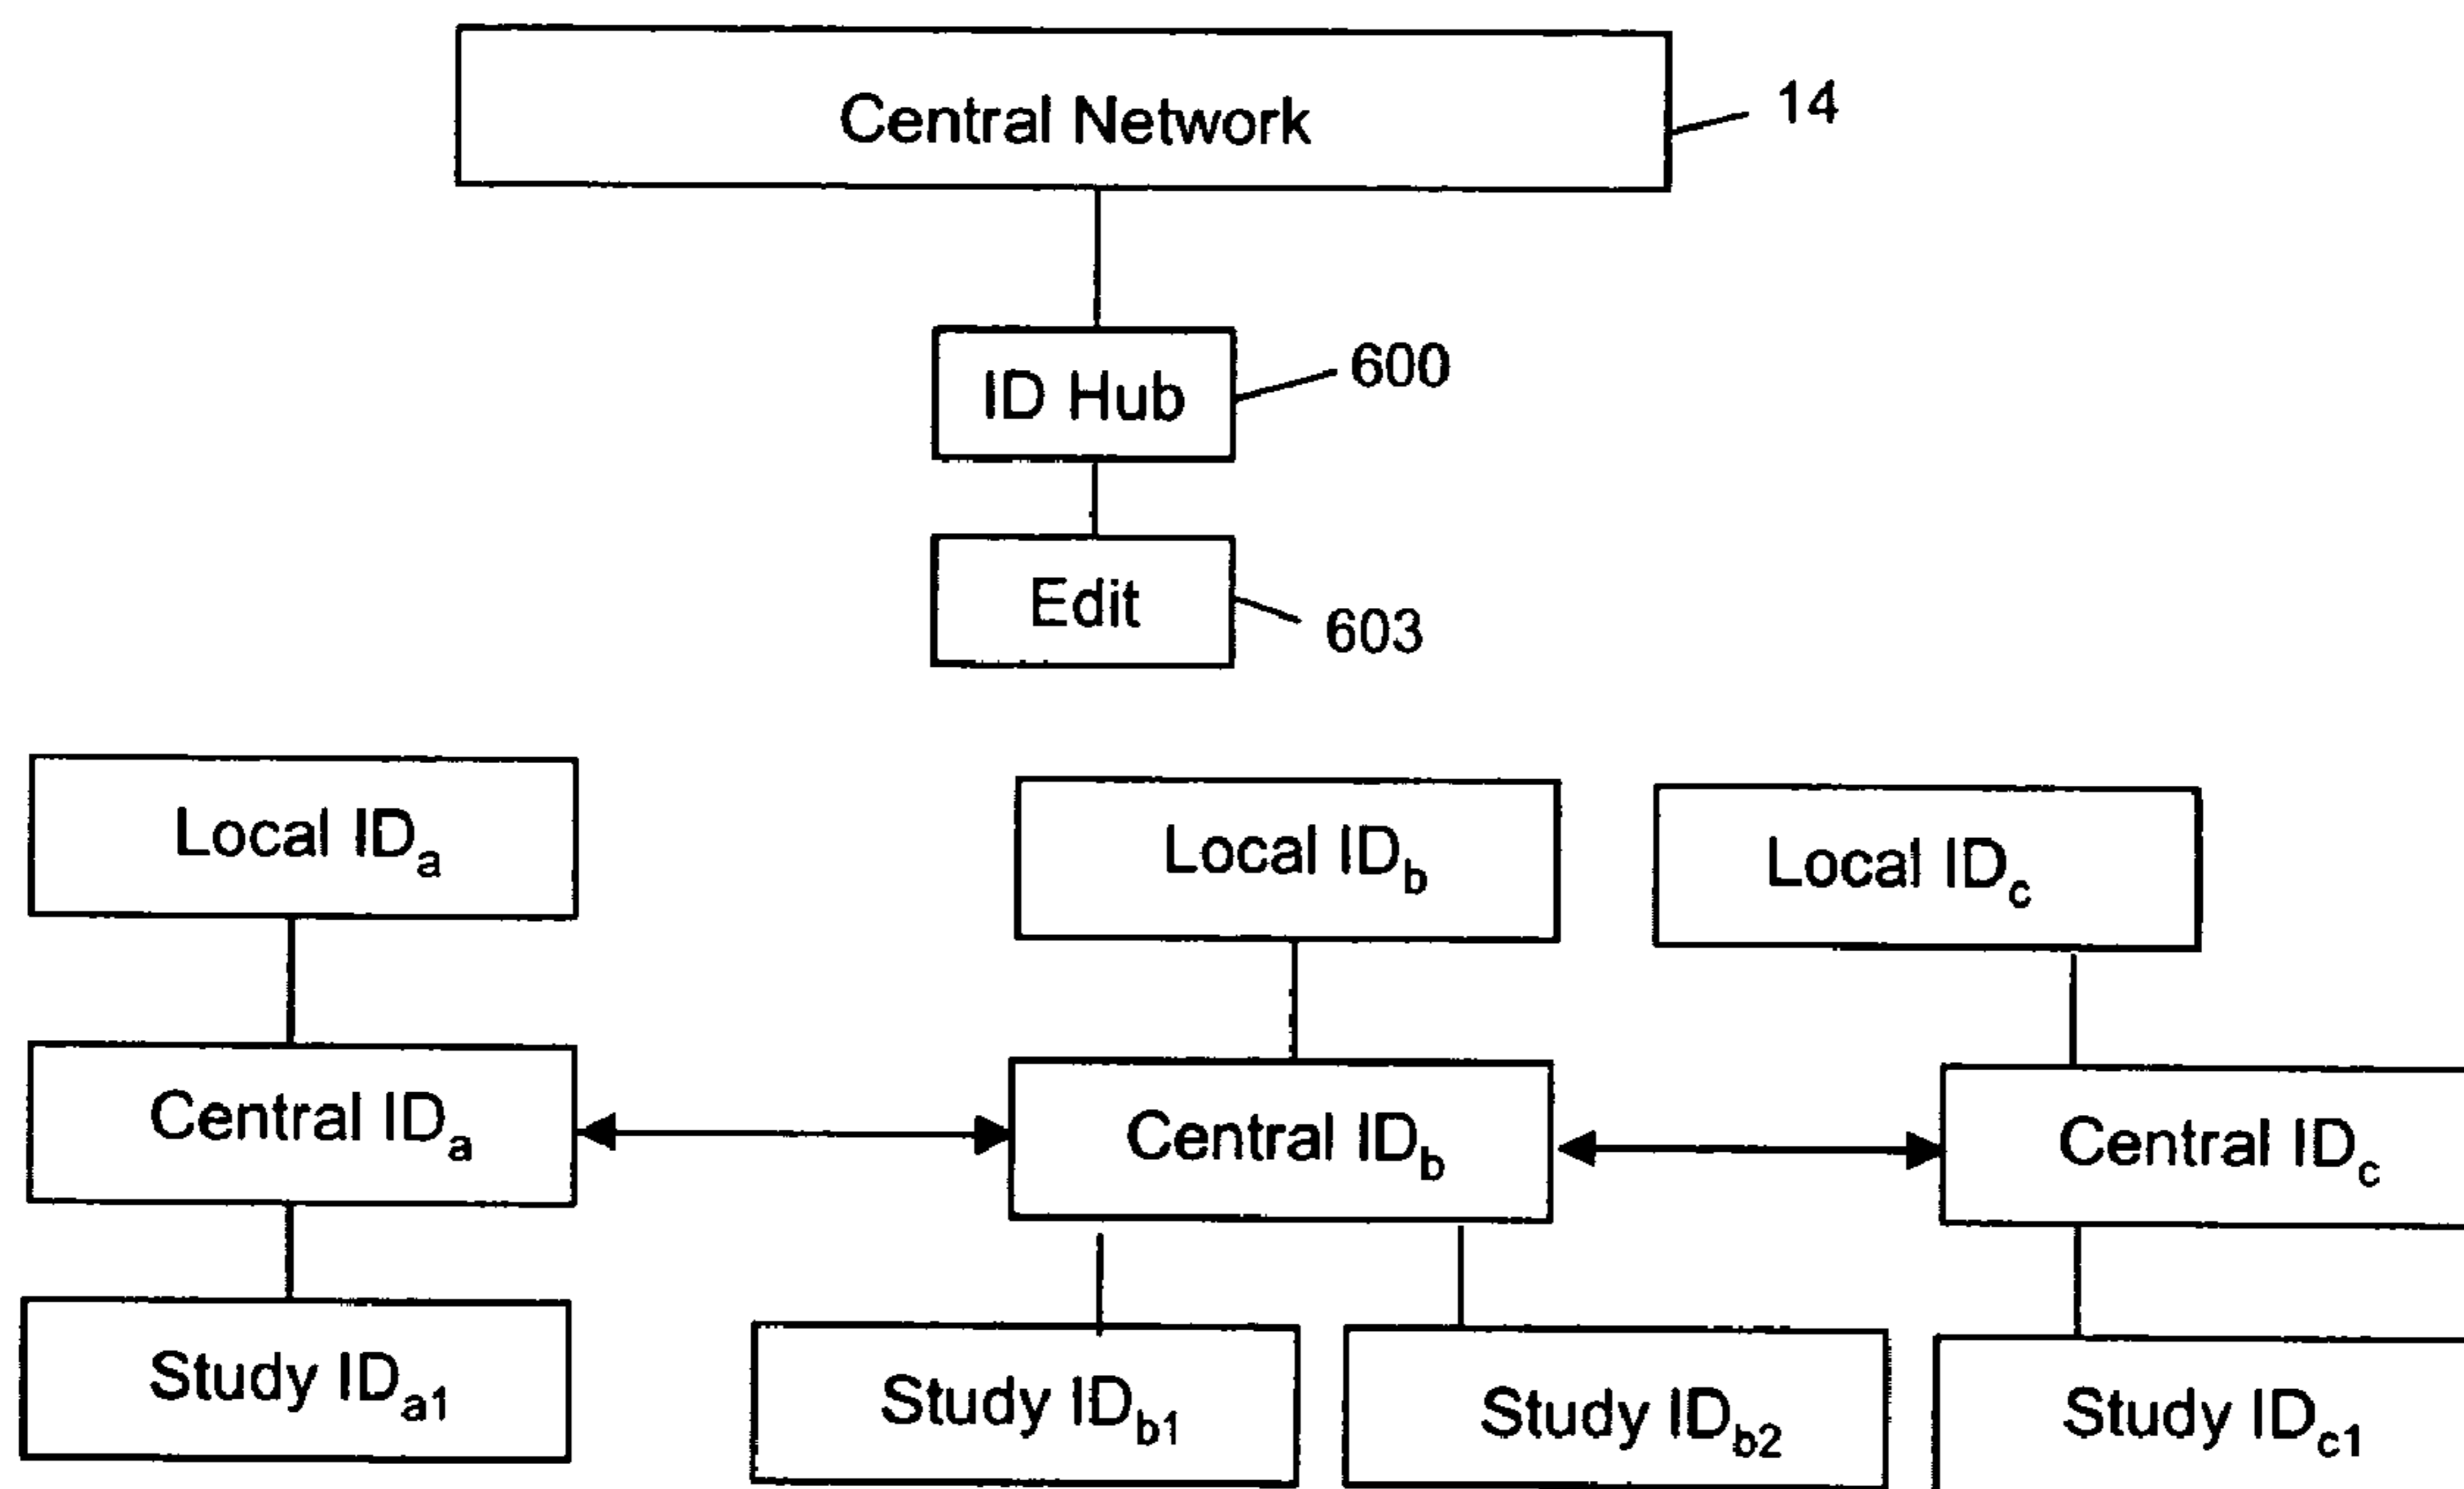 Central Network
14
ID Hub
600
Edit
603
Local IDa
Local IDb
Local IDc
Central IDa
Central IDb
Central IDc
Study IDa1
Study IDb1
Study IDb2
Study IDc1